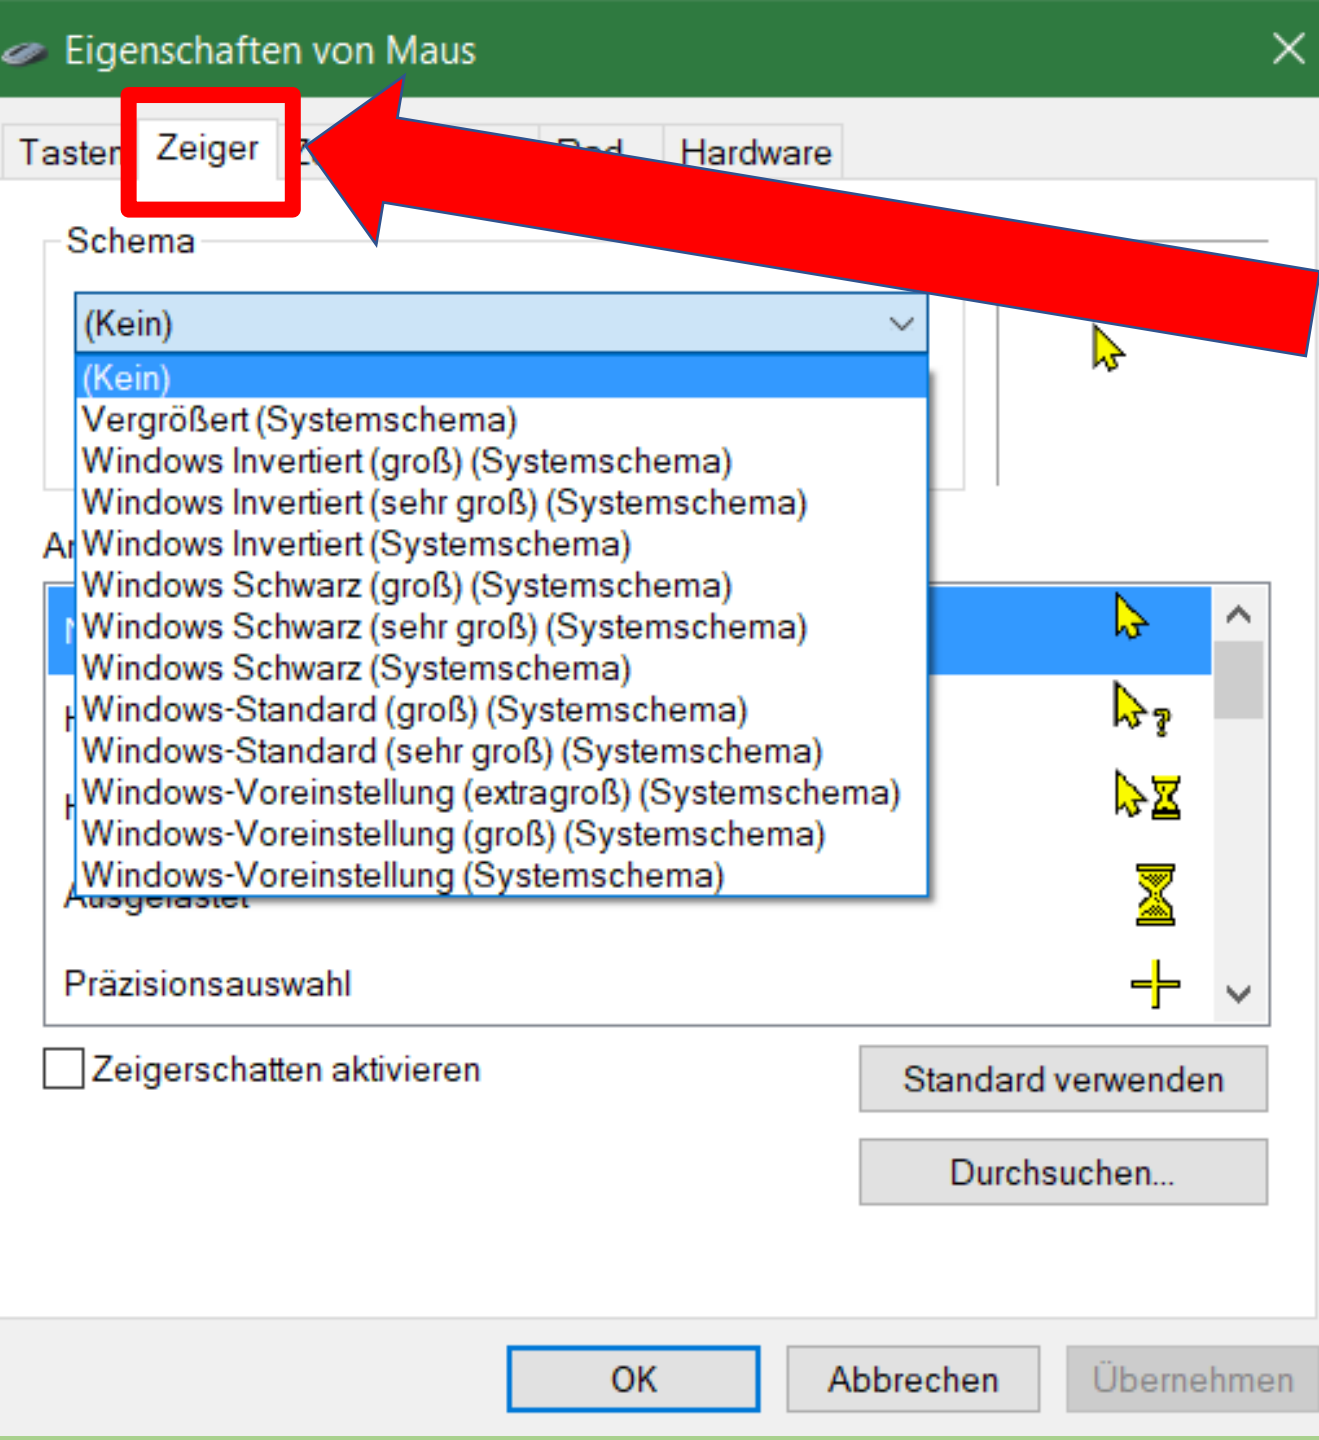 Eigenschaften von Maus
Tasten Zeiger Hardware
Schema
(Kein)
(Kein)
Vergrößert (Systemschema)
Windows Invertiert (groß) (Systemschema)
Windows Invertiert (sehr groß) (Systemschema)
Windows Invertiert (Systemschema)
Windows Schwarz (groß) (Systemschema)
Windows Schwarz (sehr groß) (Systemschema)
Windows Schwarz (Systemschema)
Windows-Standard (groß) (Systemschema)
Windows-Standard (sehr groß) (Systemschema)
Windows-Voreinstellung (extragroß) (Systemschema)
Windows-Voreinstellung (groß) (Systemschema)
Windows-Voreinstellung (Systemschema)
Ausgelastet
Präzisionsauswahl
Zeigerschatten aktivieren
Standard verwenden
Durchsuchen...
OK Abbrechen Übernehmen